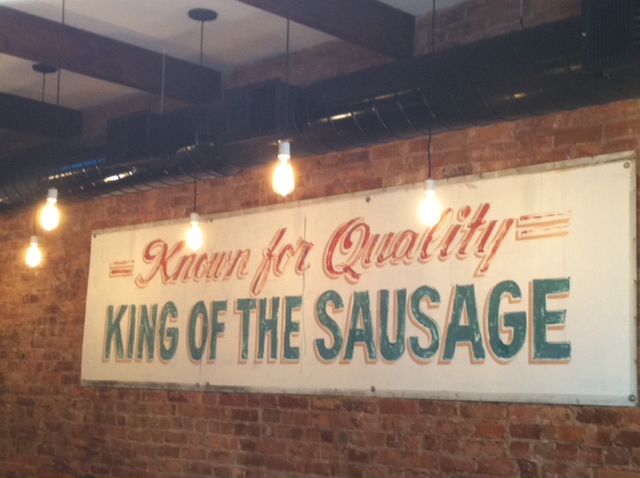 Known for Quality
KING OF THE SAUSAGE